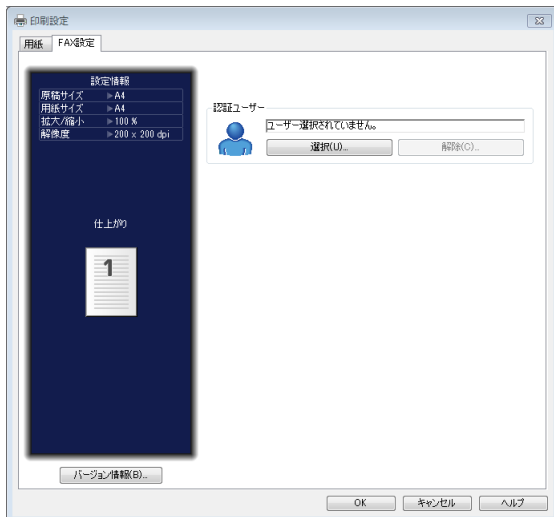 印刷設定
用紙 FAX設定
設定情報
原稿サイズ ▶A4
用紙サイズ ▶A4
拡大/縮小 ▶100 %
解像度 ▶200 x 200 dpi
仕上がり
1
認証ユーザー
ユーザー選択されていません。
選択(U)... 解除(C)...
バージョン情報(B)...
OK キャンセル ヘルプ